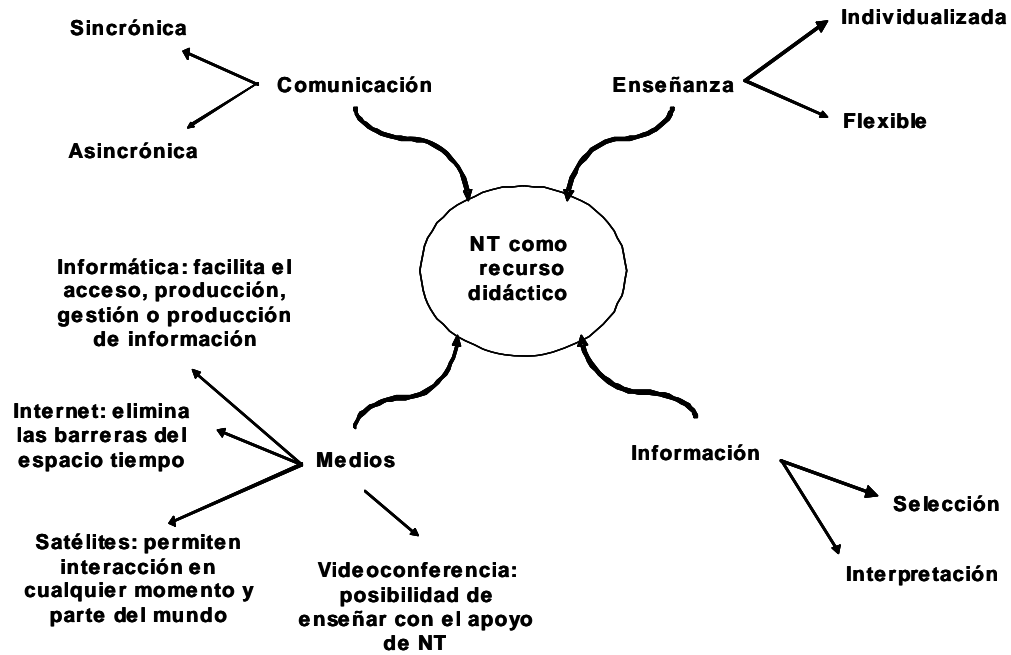 Sincrónica
Comunicación
Asincrónica
Enseñanza
Individualizada
Flexible
NT como
recurso
didáctico
Informática: facilita el
acceso, producción,
gestión o producción
de información
Internet: elimina
las barreras del
espacio tiempo
Medios
Satélites: permiten
interacción en
cualquier momento y
parte del mundo
Videoconferencia:
posibilidad de
enseñar con el apoyo
de NT
Información
Selección
Interpretación